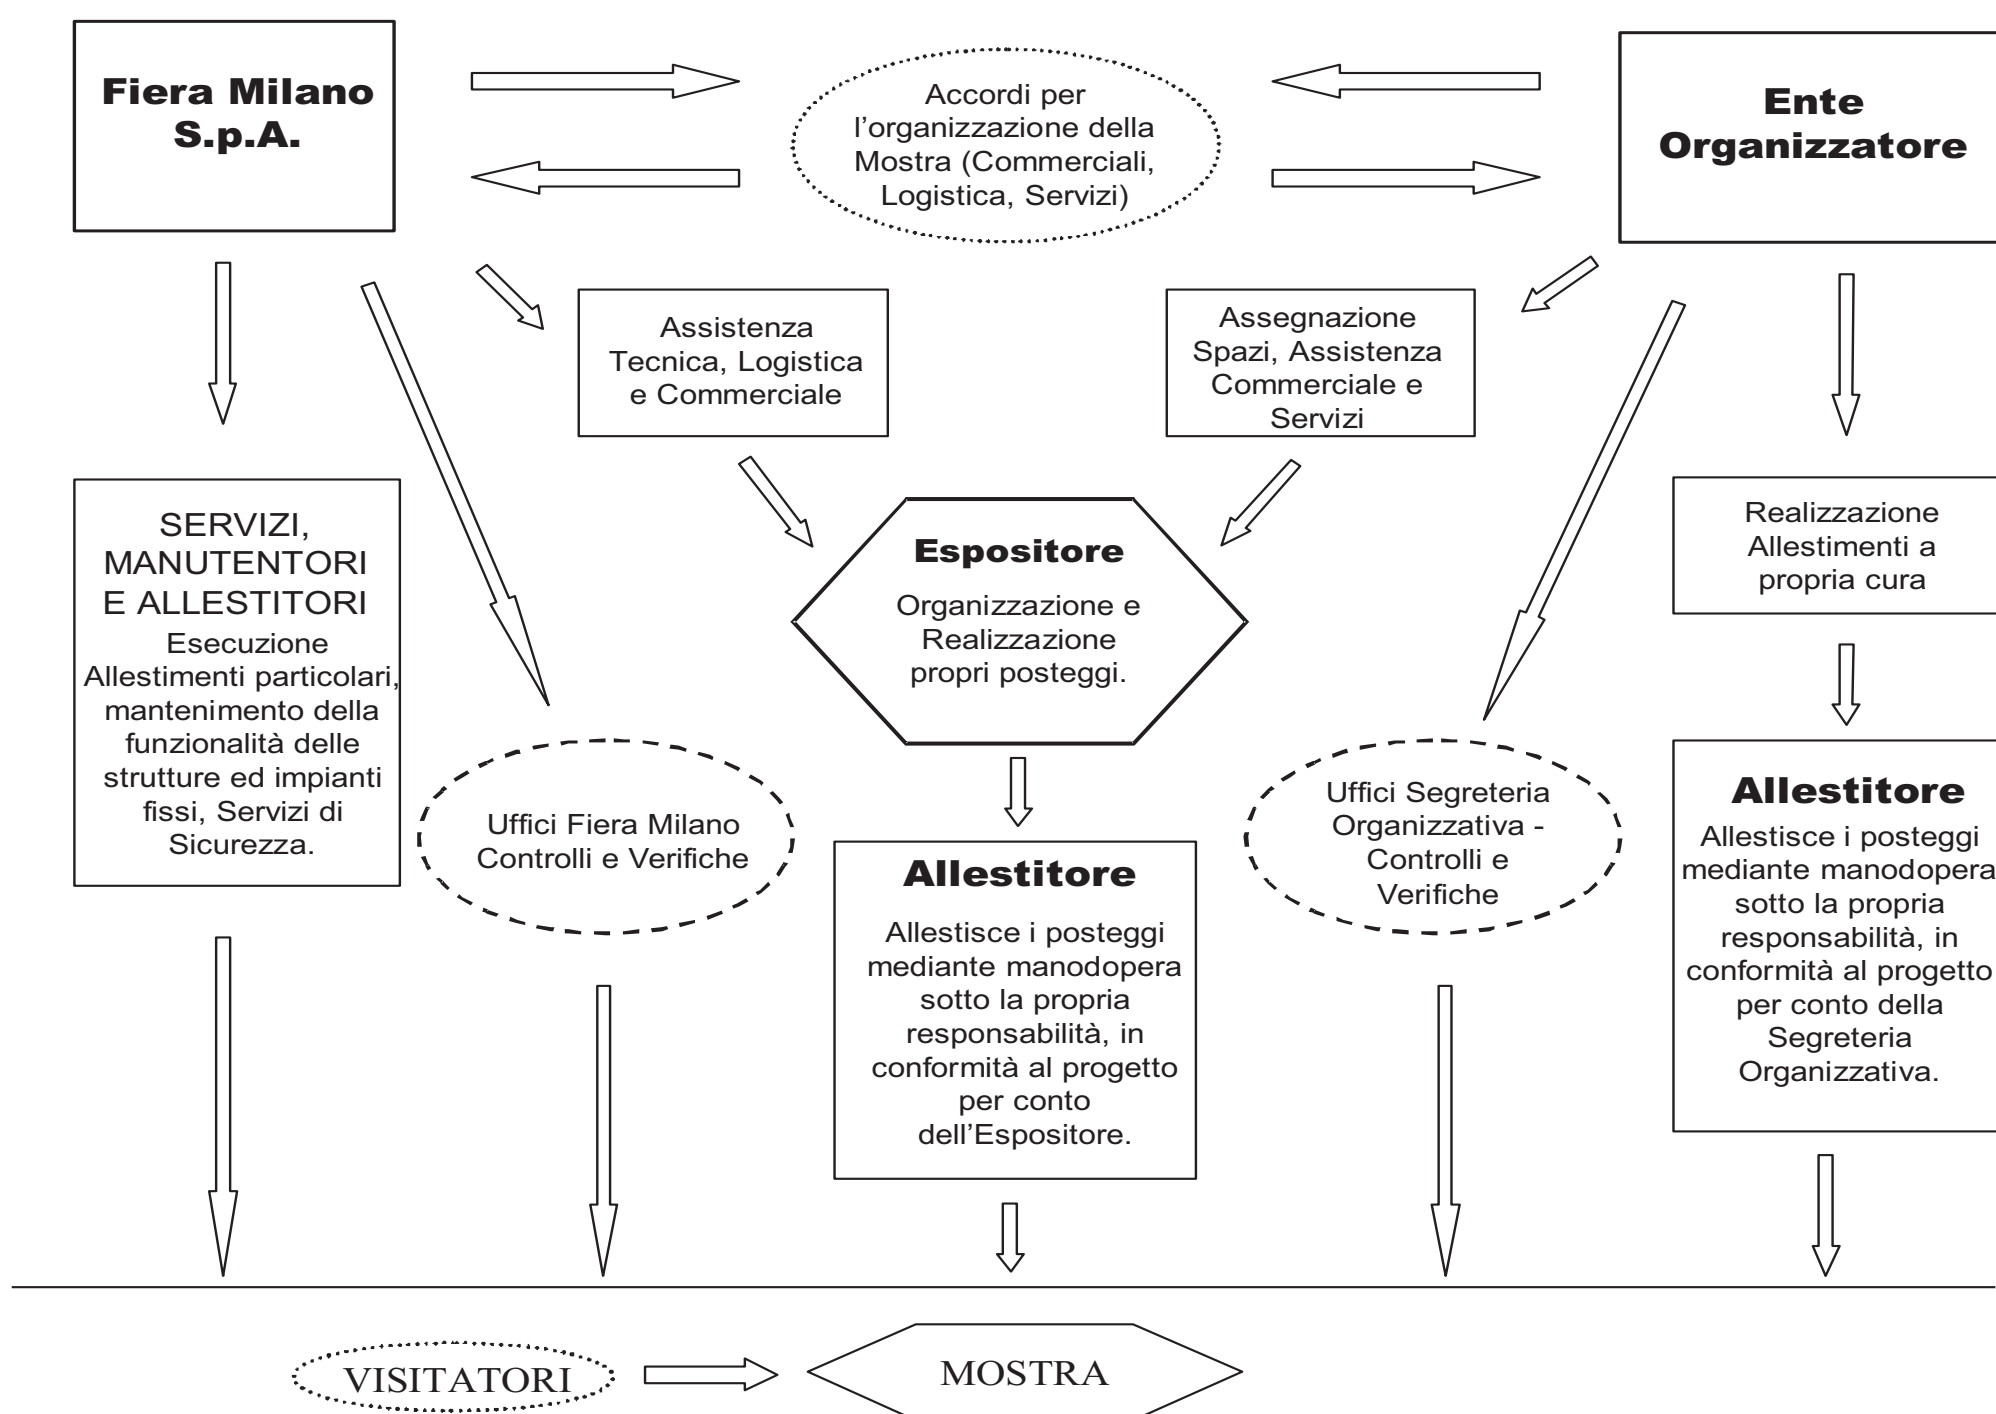 Fiera Milano
S.p.A.
Accordi per
l'organizzazione della
Mostra (Commerciali,
Logistica, Servizi)
Ente
Organizzatore
Assistenza
Tecnica, Logistica
e Commerciale
Assegnazione
Spazi, Assistenza
Commerciale e
Servizi
SERVIZI,
MANUTENTORI
E ALLESTITORI
Esecuzione
Allestimenti particolari,
mantenimento della
funzionalità delle
strutture ed impianti
fissi, Servizi di
Sicurezza.
Espositore
Organizzazione e
Realizzazione
propri posteggi.
Realizzazione
Allestimenti a
propria cura
Uffici Fiera Milano
Controlli e Verifiche
Allestitore
Allestisce i posteggi
mediante manodopera
sotto la propria
responsabilità, in
conformità al progetto
per conto
dell’Espositore.
Uffici Segreteria
Organizzativa -
Controlli e
Verifiche
Allestitore
Allestisce i posteggi
mediante manodopera
sotto la propria
responsabilità, in
conformità al progetto
per conto della
Segreteria
Organizzativa.
VISITATORI
MOSTRA